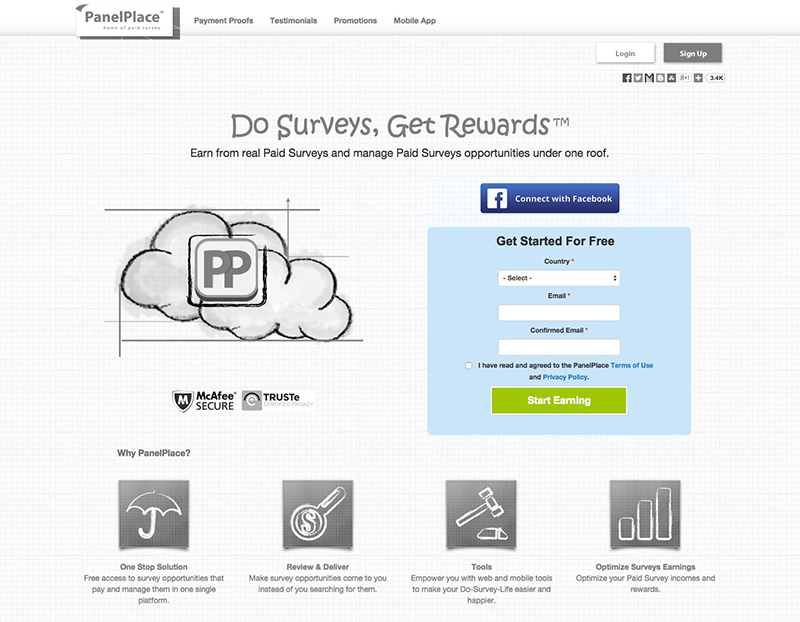 PanelPlace™
home of paid survey
Payment Proofs Testimonials Promotions Mobile App
Login Sign Up
3.4K
Do Surveys, Get Rewards™
Earn from real Paid Surveys and manage Paid Surveys opportunities under one roof.
Connect with Facebook
PP
Get Started For Free
Country *
- Select -
Email *
Confirmed Email *
I have read and agreed to the PanelPlace Terms of Use
and Privacy Policy.
Start Earning
McAfee® SECURE
TRUSTe
CERTIFIED PRIVACY
Why PanelPlace?
One Stop Solution
Free access to survey opportunities that
pay and manage them in one single
platform.
Review & Deliver
Make survey opportunities come to you
instead of you searching for them.
Tools
Empower you with web and mobile tools
to make your Do-Survey-Life easier and
happier.
Optimize Surveys Earnings
Optimize your Paid Survey incomes and
rewards.